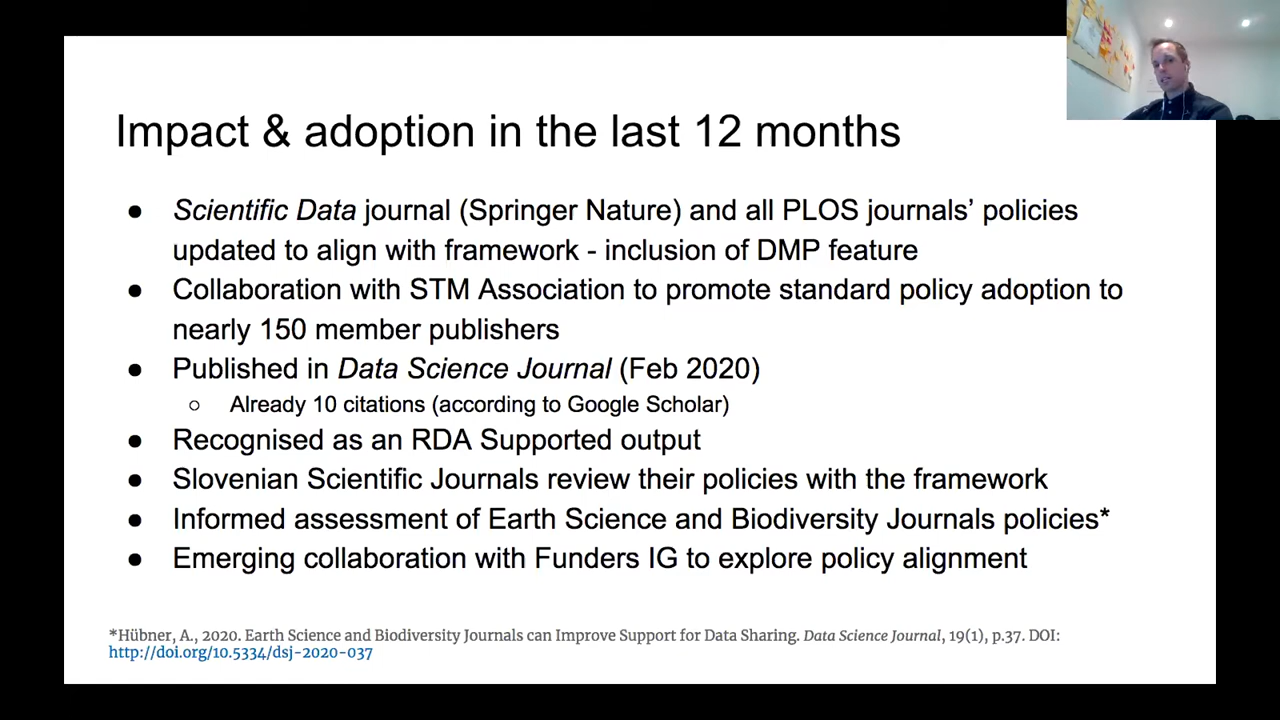 Impact & adoption in the last 12 months
● Scientific Data journal (Springer Nature) and all PLOS journals’ policies
updated to align with framework - inclusion of DMP feature
● Collaboration with STM Association to promote standard policy adoption to
nearly 150 member publishers
● Published in Data Science Journal (Feb 2020)
○ Already 10 citations (according to Google Scholar)
● Recognised as an RDA Supported output
● Slovenian Scientific Journals review their policies with the framework
● Informed assessment of Earth Science and Biodiversity Journals policies*
● Emerging collaboration with Funders IG to explore policy alignment
*Hübner, A., 2020. Earth Science and Biodiversity Journals can Improve Support for Data Sharing. Data Science Journal, 19(1), p.37. DOI:
http://doi.org/10.5334/dsj-2020-037